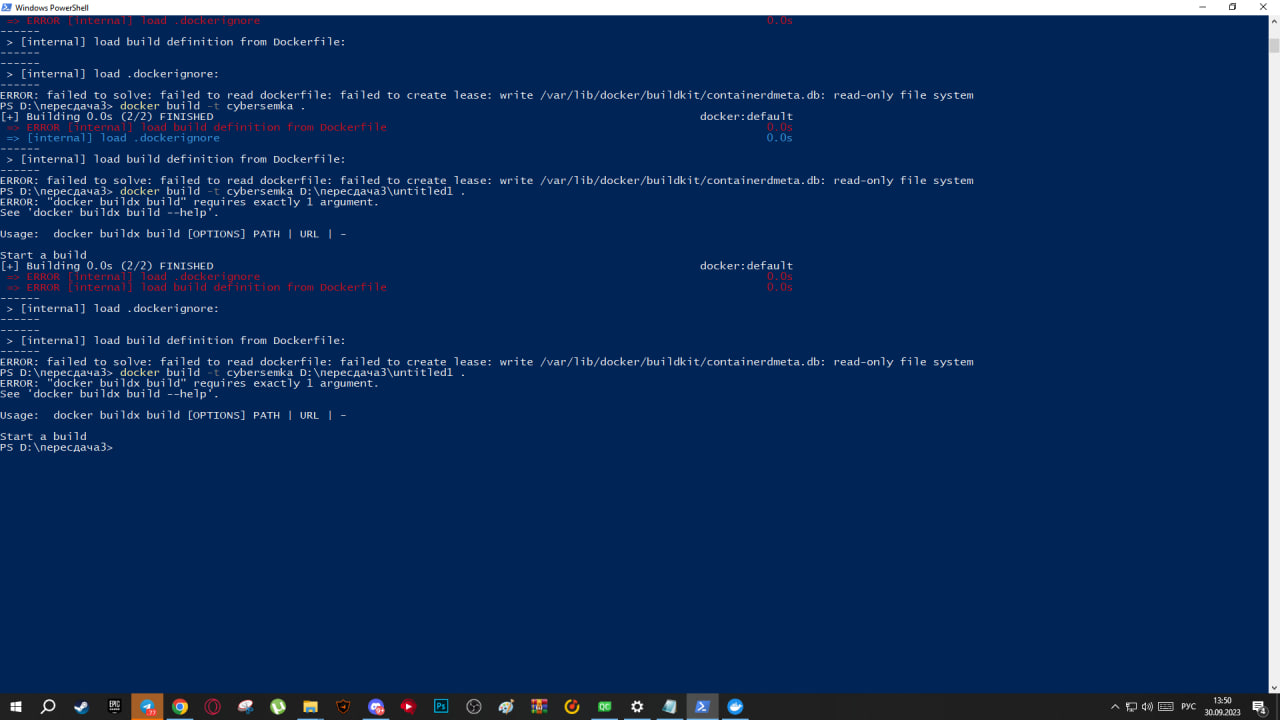 Windows PowerShell
=> ERROR [internal] load .dockerignore 0.0s
------
> [internal] load build definition from Dockerfile:
------
------
> [internal] load .dockerignore:
------
ERROR: failed to solve: failed to read dockerfile: failed to create lease: write /var/lib/docker/buildkit/containerdmeta.db: read-only file system
PS D:\пересдача3> docker build -t cybersemka .
[+] Building 0.0s (2/2) FINISHED docker:default
=> ERROR [internal] load build definition from Dockerfile 0.0s
=> [internal] load .dockerignore 0.0s
------
> [internal] load build definition from Dockerfile:
------
ERROR: failed to solve: failed to read dockerfile: failed to create lease: write /var/lib/docker/buildkit/containerdmeta.db: read-only file system
PS D:\пересдача3> docker build -t cybersemka D:\пересдача3\untitled1 .
ERROR: "docker buildx build" requires exactly 1 argument.
See 'docker buildx build --help'.
Usage:  docker buildx build [OPTIONS] PATH | URL | -
Start a build
[+] Building 0.0s (2/2) FINISHED docker:default
=> ERROR [internal] load .dockerignore 0.0s
=> ERROR [internal] load build definition from Dockerfile 0.0s
------
> [internal] load .dockerignore:
------
------
> [internal] load build definition from Dockerfile:
------
ERROR: failed to solve: failed to read dockerfile: failed to create lease: write /var/lib/docker/buildkit/containerdmeta.db: read-only file system
PS D:\пересдача3> docker build -t cybersemka D:\пересдача3\untitled1 .
ERROR: "docker buildx build" requires exactly 1 argument.
See 'docker buildx build --help'.
Usage:  docker buildx build [OPTIONS] PATH | URL | -
Start a build
PS D:\пересдача3>
EPIC
77
Ps
QC
РУС
13:50
30.09.2023
4